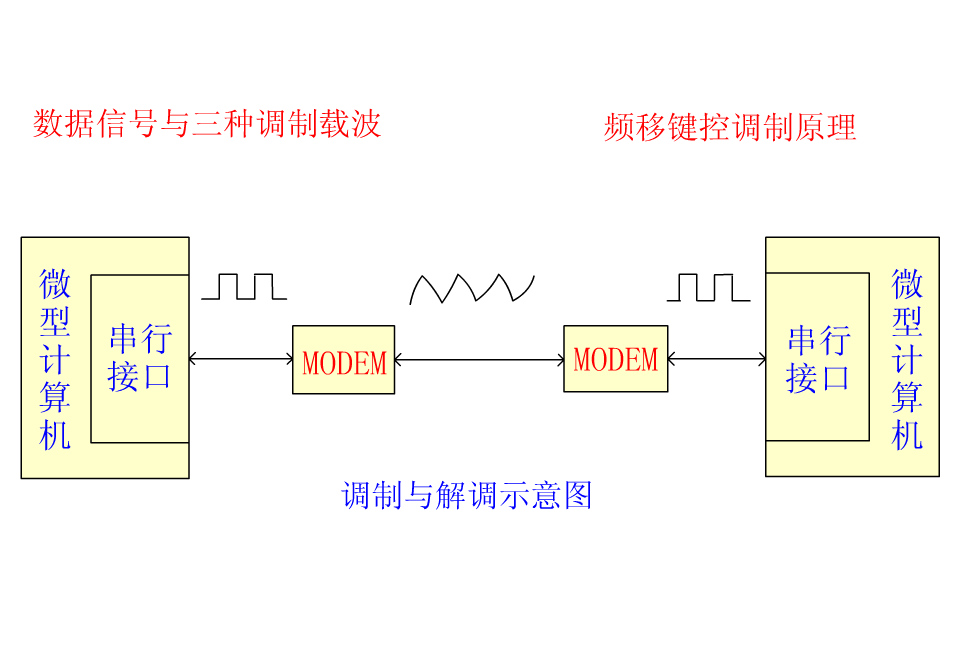 数据信号与三种调制载波
频移键控调制原理
微型计算机
串行
接口
MODEM
MODEM
串行
接口
微型计算机
调制与解调示意图